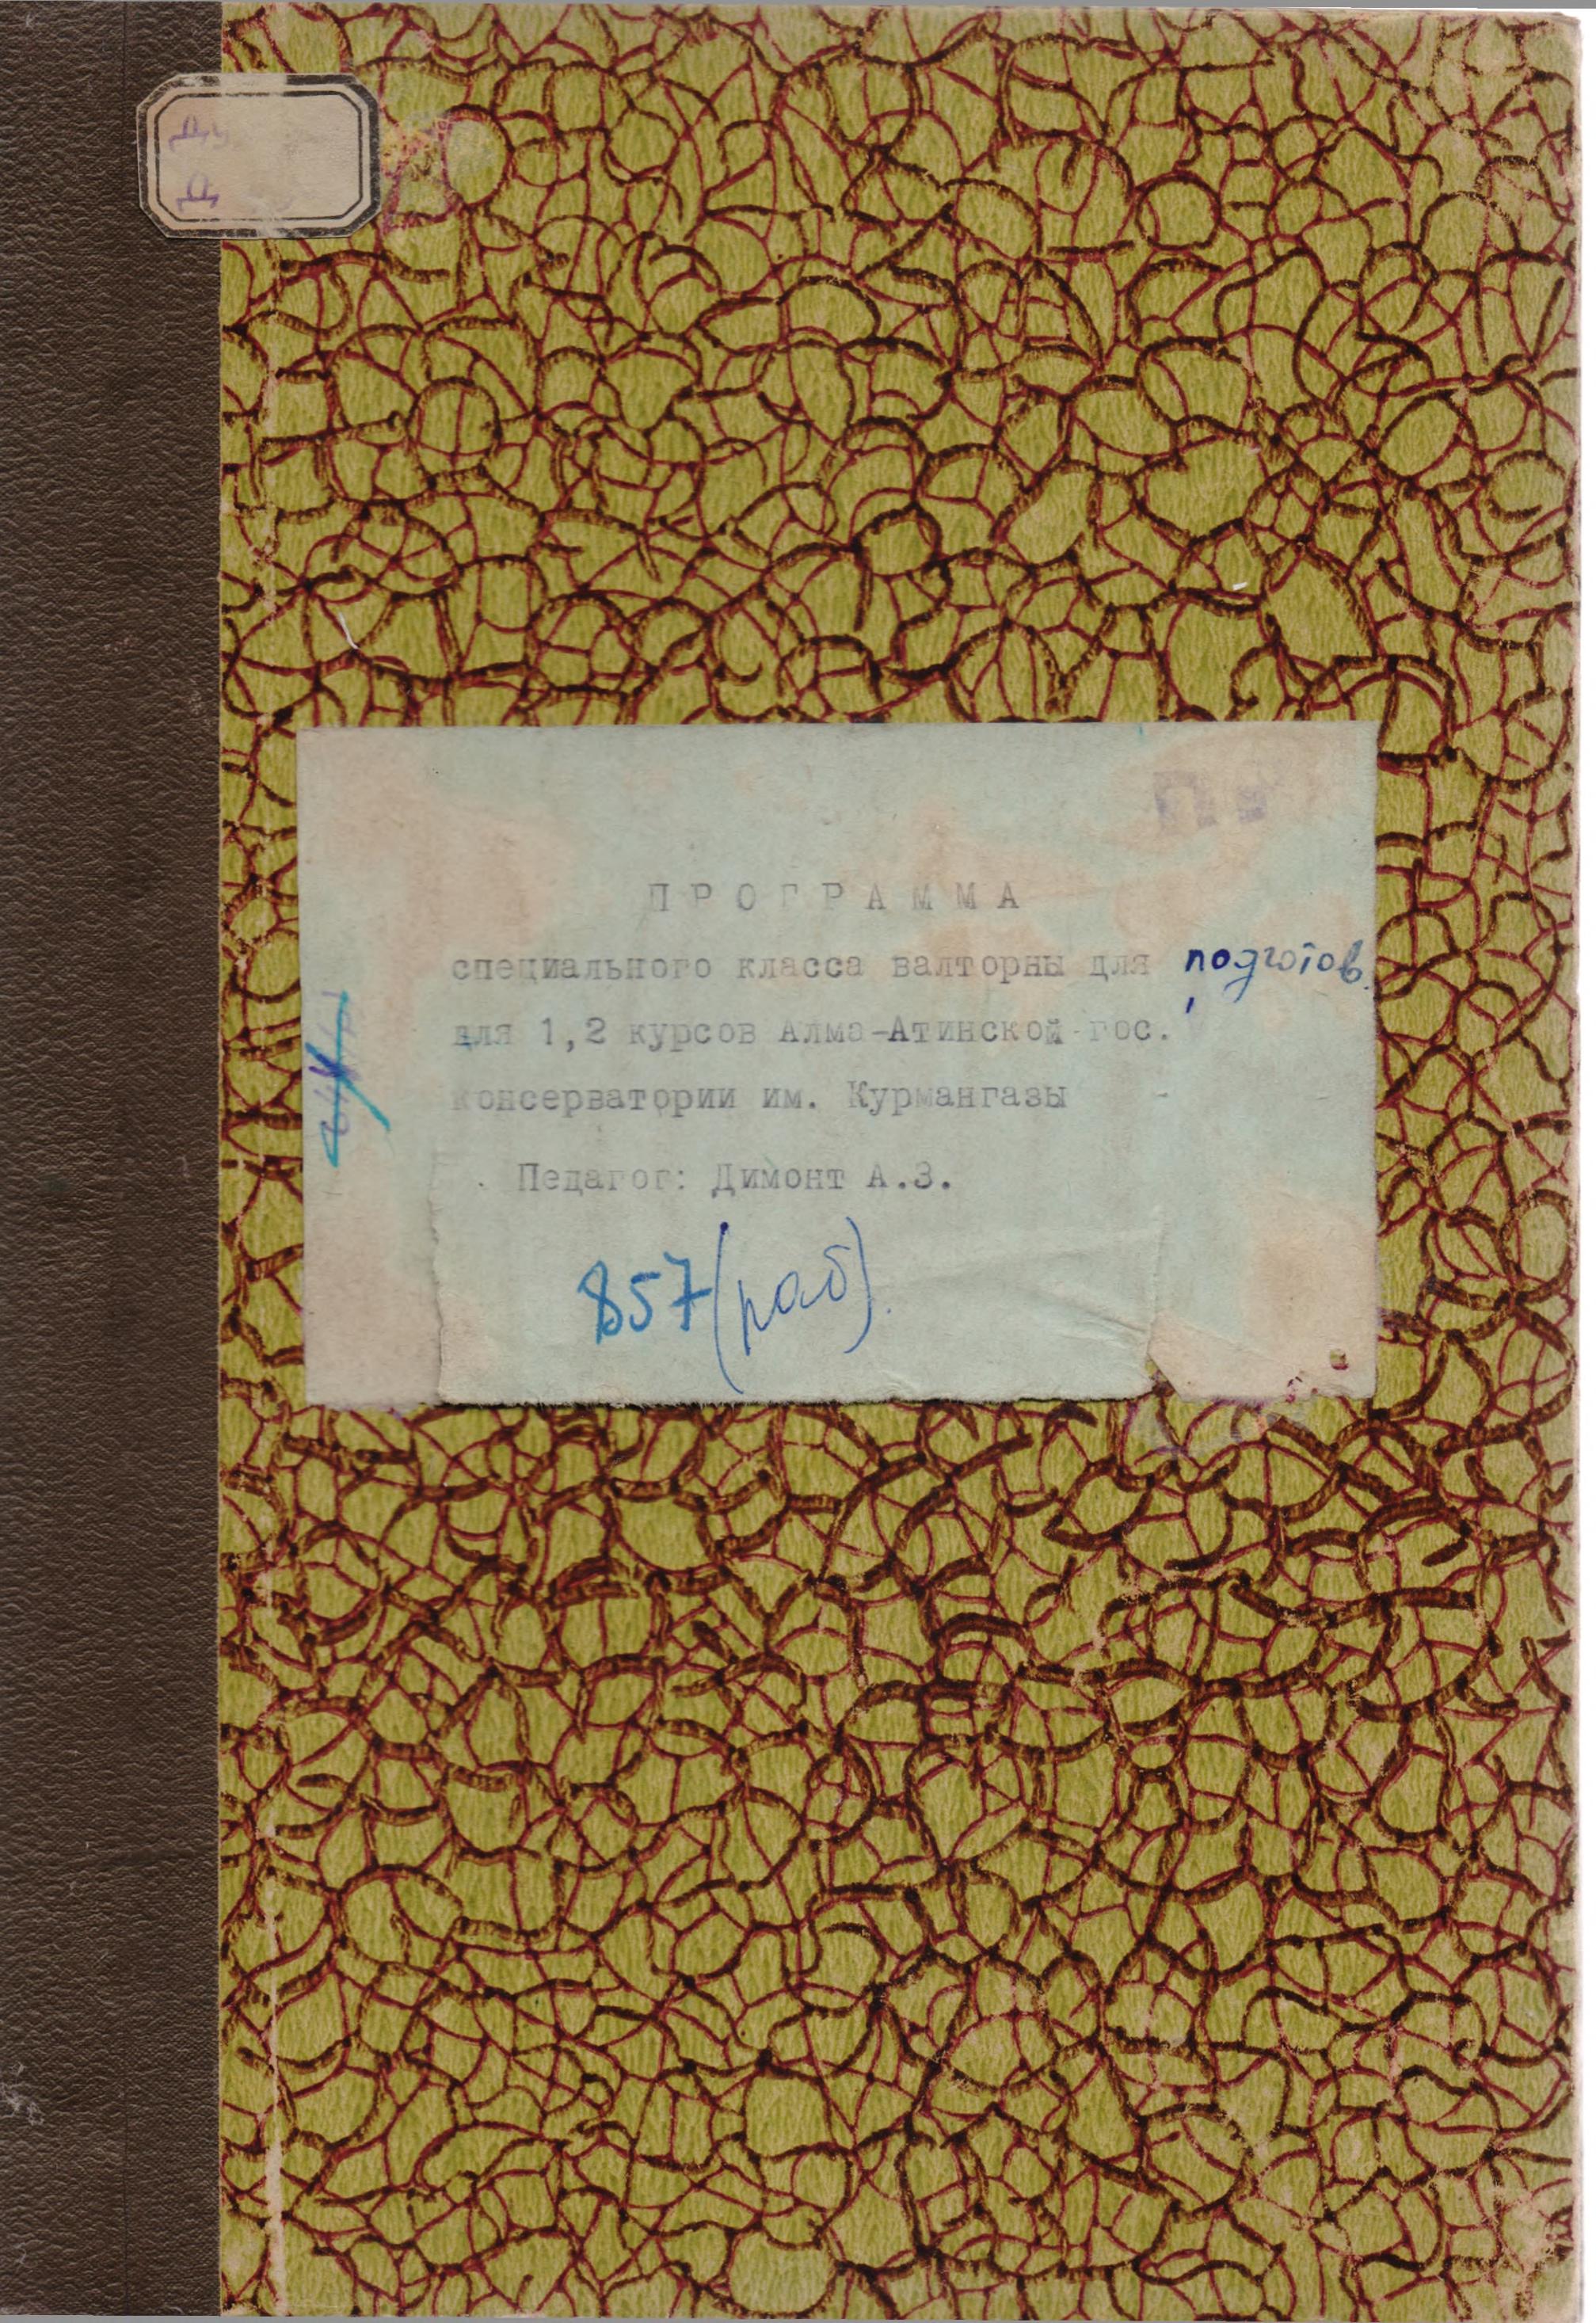 П Р О Г Р А М М А
специального класса валторны для подготов.
для 1,2 курсов Алма-Атинской гос.
консерватории им. Курмангазы
Педагог: Димонт А.З.
857 (раб).